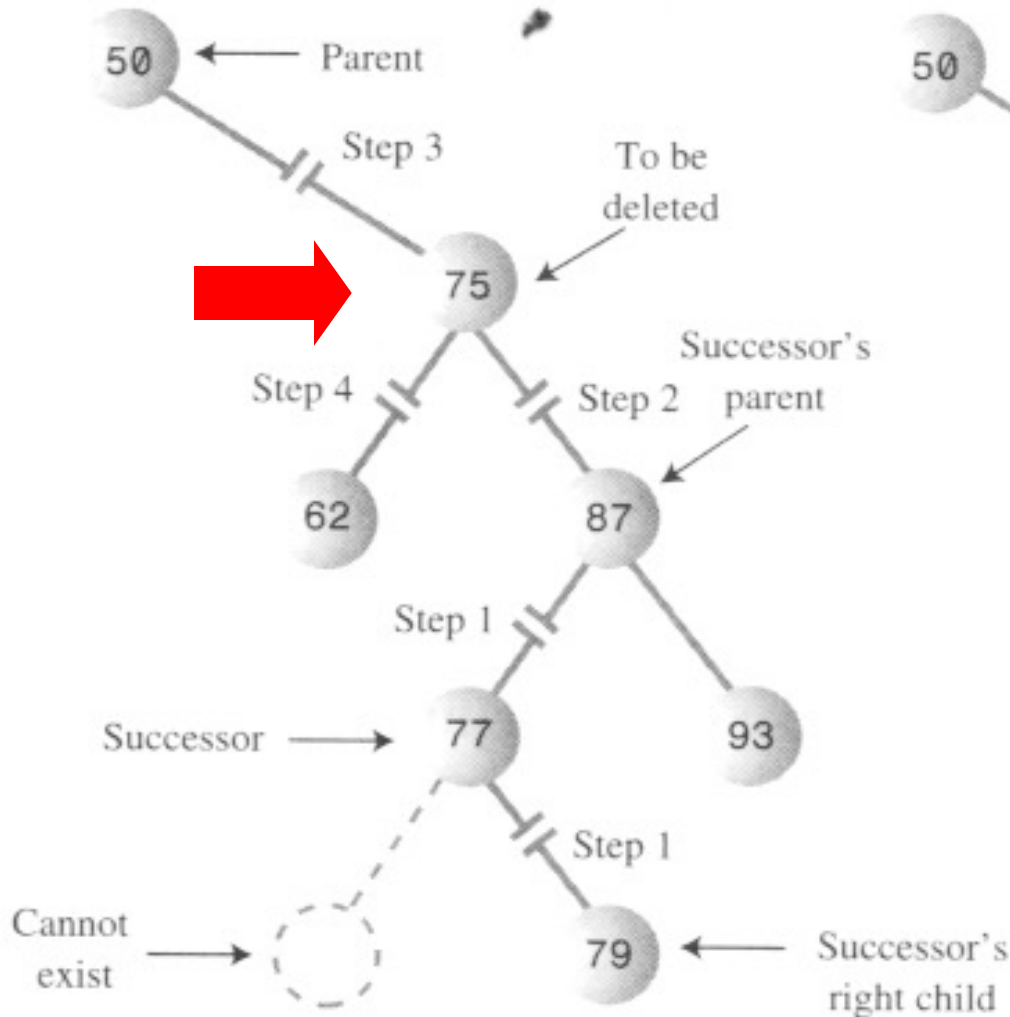 50
Parent
50
Step 3
To be
deleted
75
Successor's
parent
Step 4
Step 2
62
87
Step 1
Successor
77
93
Step 1
Cannot
exist
79
Successor's
right child